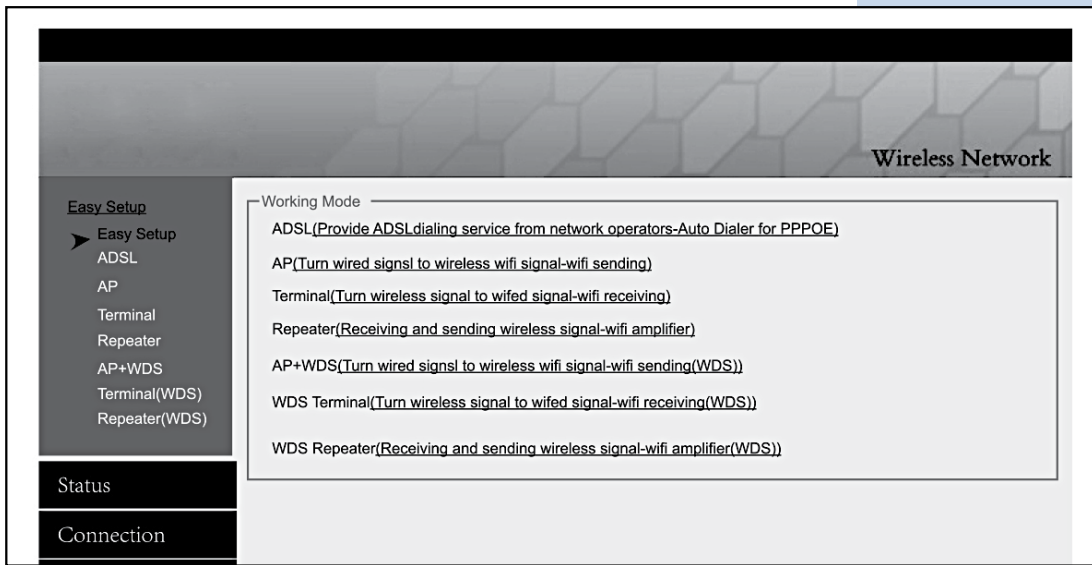 Wireless Network
Easy Setup
Easy Setup
ADSL
AP
Terminal
Repeater
AP+WDS
Terminal(WDS)
Repeater(WDS)
Status
Connection
Working Mode
ADSL(Provide ADSLdialing service from network operators-Auto Dialer for PPPOE)
AP(Turn wired signsl to wireless wifi signal-wifi sending)
Terminal(Turn wireless signal to wifed signal-wifi receiving)
Repeater(Receiving and sending wireless signal-wifi amplifier)
AP+WDS(Turn wired signsl to wireless wifi signal-wifi sending(WDS))
WDS Terminal(Turn wireless signal to wifed signal-wifi receiving(WDS))
WDS Repeater(Receiving and sending wireless signal-wifi amplifier(WDS))